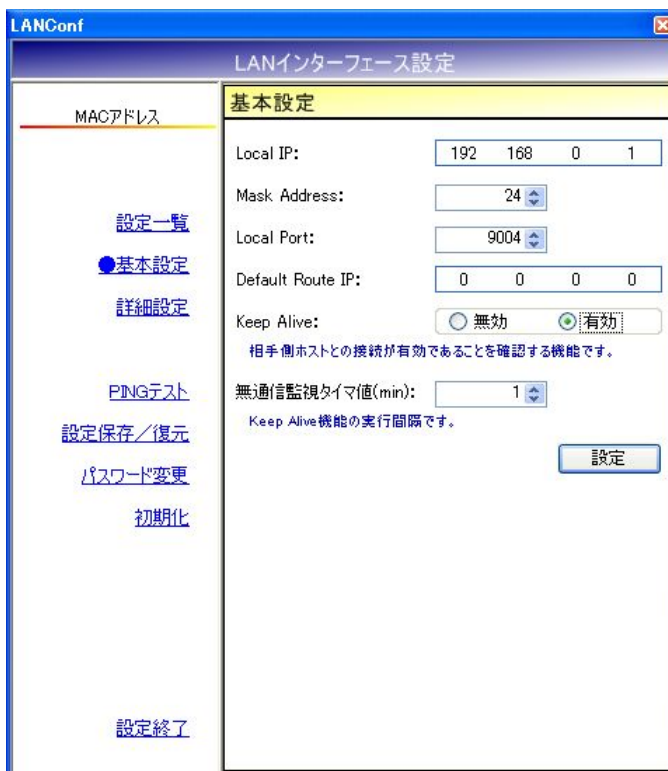 LANConf
LANインターフェース設定
MACアドレス
設定一覧
●基本設定
詳細設定
PINGテスト
設定保存／復元
パスワード変更
初期化
設定終了
基本設定
Local IP: 192 168 0 1
Mask Address: 24
Local Port: 9004
Default Route IP: 0 0 0 0
Keep Alive: 無効 有効
相手側ホストとの接続が有効であることを確認する機能です。
無通信監視タイマ値(min): 1
Keep Alive機能の実行間隔です。
設定